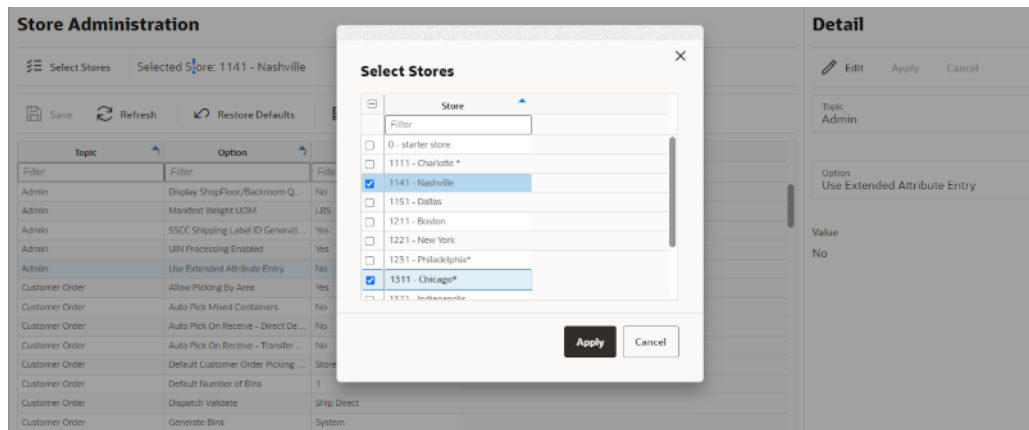 Store Administration
Select Stores
Selected Store: 1141 - Nashville
Save
Refresh
Restore Defaults
Topic
Option
Filter
Filter
Filte
Admin
Display ShopFloor/Backroom Q...
No
Admin
Manifest Weight UOM
LBS
Admin
SSCC Shipping Label ID Generati...
Yes
Admin
UIN Processing Enabled
Yes
Admin
Use Extended Attribute Entry
No
Customer Order
Allow Picking By Area
Yes
Customer Order
Auto Pick Mixed Containers
No
Customer Order
Auto Pick On Receive - Direct De...
No
Customer Order
Auto Pick On Receive - Transfer ...
No
Customer Order
Default Customer Order Picking ...
Store
Customer Order
Default Number of Bins
1
Customer Order
Dispatch Validate
Ship Direct
Customer Order
Generate Bins
System
Select Stores
Store
Filter
0 - starter store
1111 - Charlotte *
1141 - Nashville
1151 - Dallas
1211 - Boston
1221 - New York
1231 - Philadelphia*
1311 - Chicago*
1321 - Indianapolis
Apply
Cancel
Detail
Edit
Apply
Cancel
Topic
Admin
Option
Use Extended Attribute Entry
Value
No